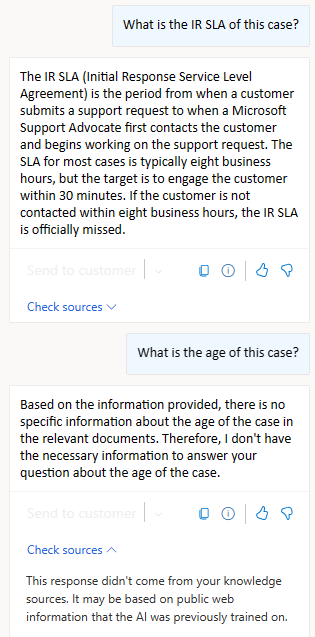 What is the IR SLA of this case?
The IR SLA (Initial Response Service Level
Agreement) is the period from when a customer
submits a support request to when a Microsoft
Support Advocate first contacts the customer
and begins working on the support request. The
SLA for most cases is typically eight business
hours, but the target is to engage the customer
within 30 minutes. If the customer is not
contacted within eight business hours, the IR SLA
is officially missed.
Send to customer
Check sources
What is the age of this case?
Based on the information provided, there is no
specific information about the age of the case in
the relevant documents. Therefore, I don't have
the necessary information to answer your
question about the age of the case.
Send to customer
Check sources
This response didn't come from your knowledge
sources. It may be based on public web
information that the AI was previously trained on.